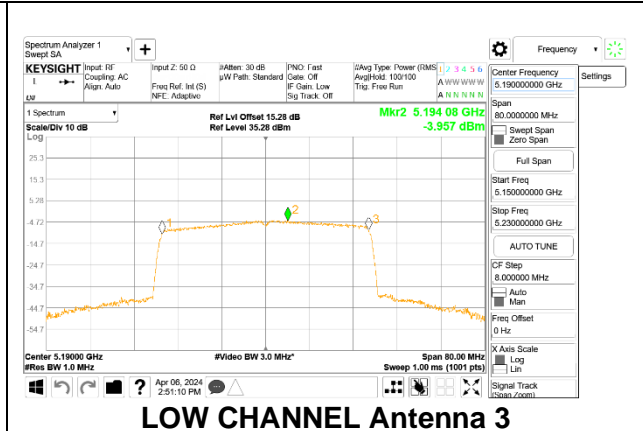 Spectrum Analyzer 1
Swept SA
+
Frequency
KEYSIGHT
Input: RF
Coupling: AC
Align: Auto
Input Z: 50 Ω
Freq Ref: Int (S)
NFE: Adaptive
#Atten: 30 dB
µW Path: Standard
PNO: Fast
Gate: Off
IF Gain: Low
Sig Track: Off
#Avg Type: Power (RMS
Avg|Hold: 100/100
Trig: Free Run
1 2 3 4 5 6
A W W W W W
A N N N N N
1 Spectrum
Scale/Div 10 dB
Log
Ref Lvl Offset 15.28 dB
Ref Level 35.28 dBm
Mkr2 5.194 08 GHz
-3.957 dBm
25.3
15.3
5.28
-4.72
-14.7
-24.7
-34.7
-44.7
-54.7
1
2
3
Center 5.19000 GHz
#Res BW 1.0 MHz
#Video BW 3.0 MHz*
Span 80.00 MHz
Sweep 1.00 ms (1001 pts)
?
Apr 06, 2024
2:51:10 PM
Center Frequency
5.190000000 GHz
Settings
Span
80.0000000 MHz
Swept Span
Zero Span
Full Span
Start Freq
5.150000000 GHz
Stop Freq
5.230000000 GHz
AUTO TUNE
CF Step
8.000000 MHz
Auto
Man
Freq Offset
0 Hz
X Axis Scale
Log
Lin
Signal Track
(Span Zoom)
LOW CHANNEL Antenna 3